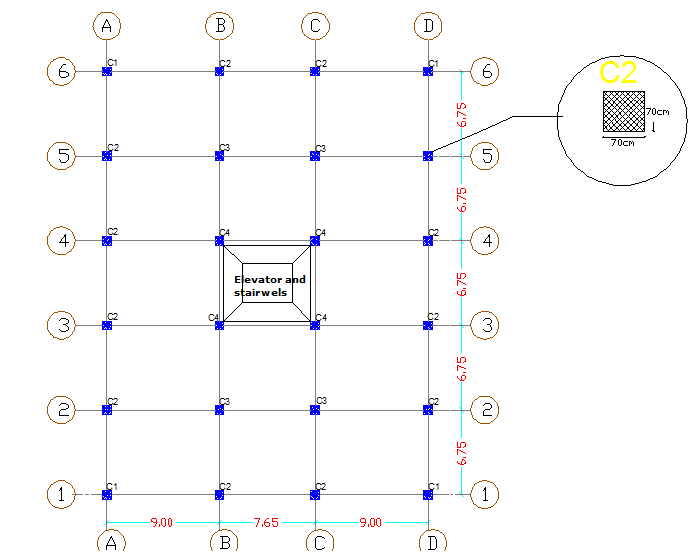 A B C D
C2
6 C1 C2 C2 C1 6
70cm
70cm
6.75
5 C2 C3 C3 5
6.75
4 C2 C4 C4 C2 4
Elevator and
stairwels
6.75
3 C2 C4 C4 C2 3
6.75
2 C2 C3 C3 C2 2
6.75
1 C1 C2 C2 C1 1
9.00 7.65 9.00
A B C D